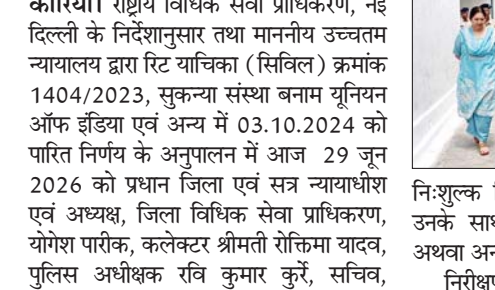 कोरिया। राष्ट्रीय विधिक सेवा प्राधिकरण, नई
दिल्ली के निर्देशानुसार तथा माननीय उच्चतम
न्यायालय द्वारा रिट याचिका (सिविल) क्रमांक
1404/2023, सुकन्या संस्था बनाम यूनियन
ऑफ इंडिया एवं अन्य में 03.10.2024 को
पारित निर्णय के अनुपालन में आज 29 जून
2026 को प्रधान जिला एवं सत्र न्यायाधीश
एवं अध्यक्ष, जिला विधिक सेवा प्राधिकरण,
योगेश पारीक, कलेक्टर श्रीमती रोक्तिमा यादव,
पुलिस अधीक्षक रवि कुमार कुर्रे, सचिव,
निःशुल्क
उनके
अथवा